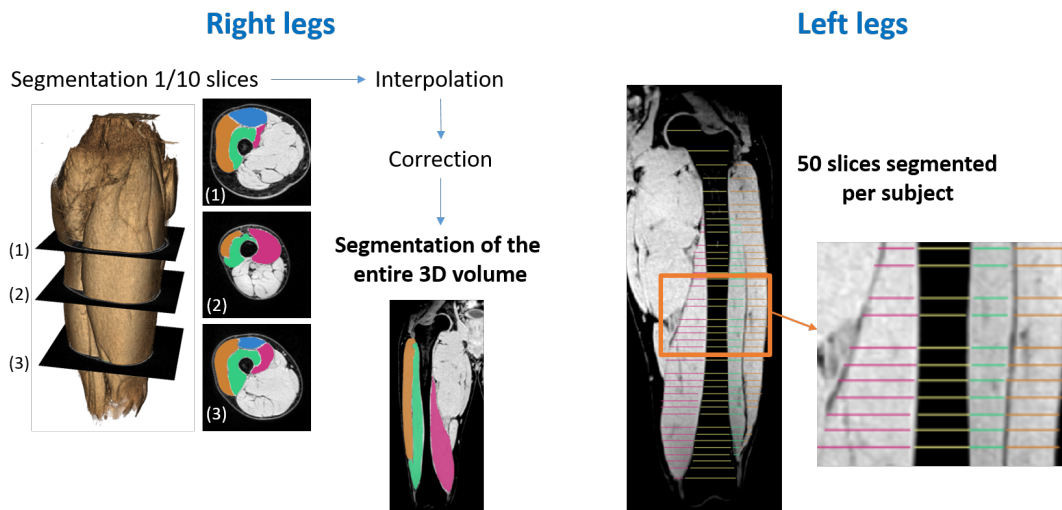 Right legs
Segmentation 1/10 slices
Interpolation
Correction
Segmentation of the
entire 3D volume
(1)
(2)
(3)
(1)
(2)
(3)
Left legs
50 slices segmented
per subject